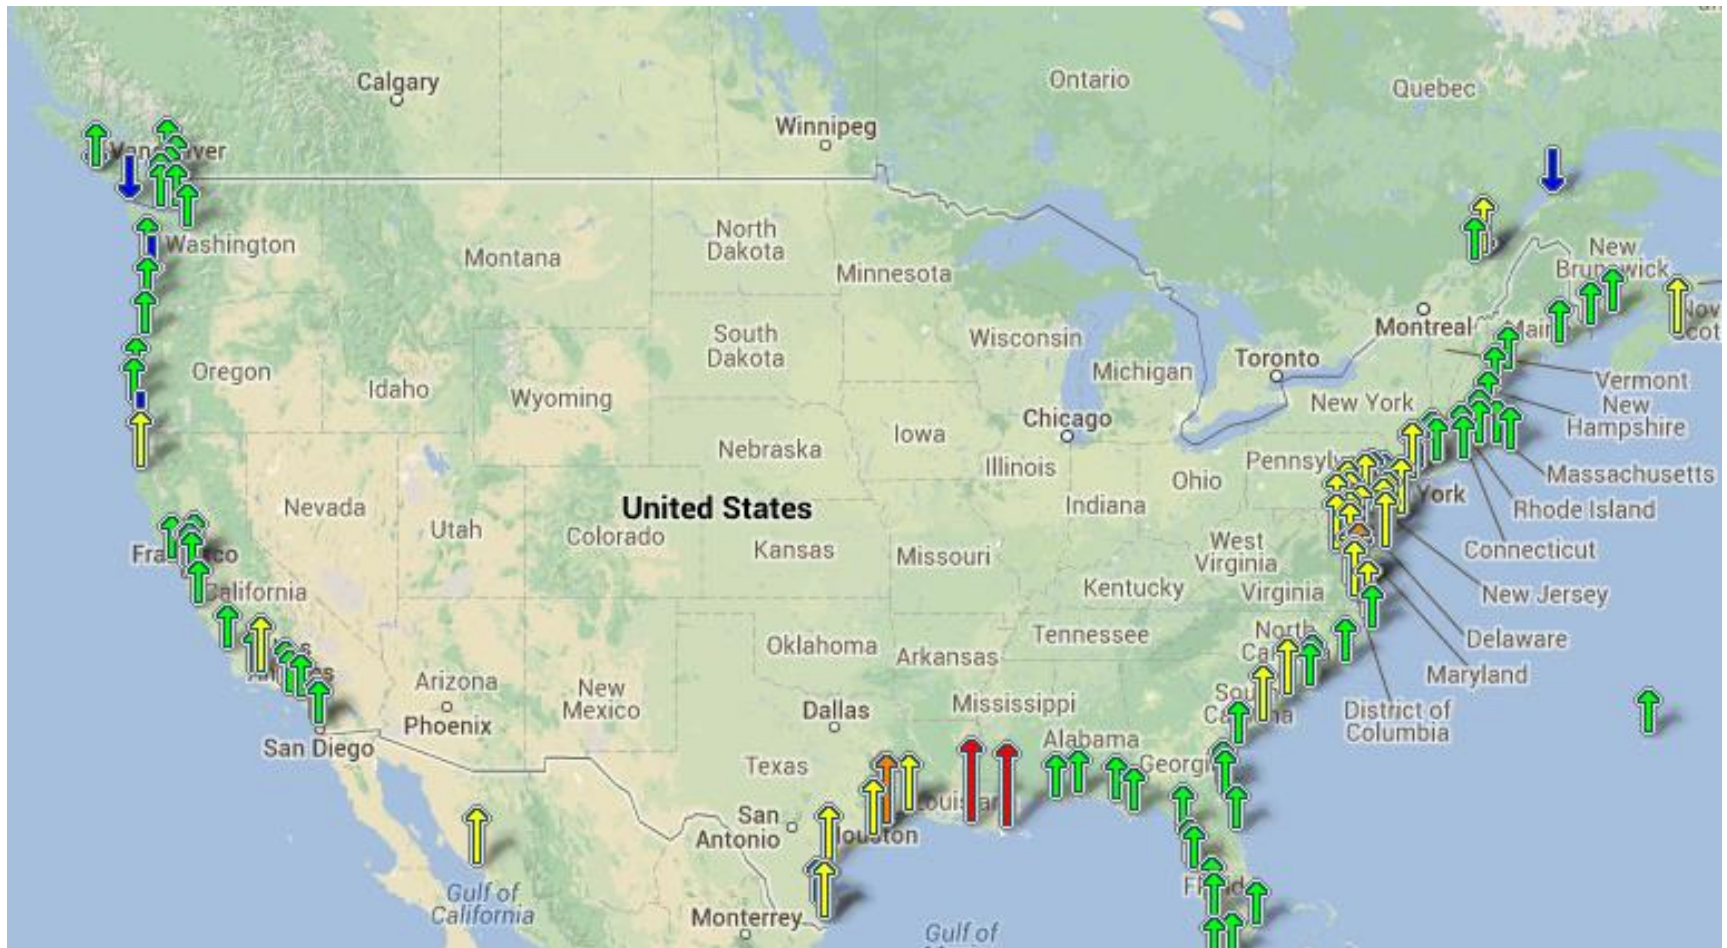 Calgary
Ontario
Quebec
Winnipeg
Washington
Montana
North
Dakota
Minnesota
New
Brunswick
South
Dakota
Wisconsin
Montreal
Oregon
Idaho
Wyoming
Michigan
Toronto
Vermont
New
Hampshire
New York
Chicago
Iowa
Nebraska
Illinois
Ohio
Massachusetts
Nevada
United States
Indiana
York
Rhode Island
Utah
Colorado
Kansas
Missouri
West
Virginia
Connecticut
California
Kentucky
Virginia
New Jersey
Oklahoma
Arkansas
Tennessee
North
Delaware
Maryland
Arizona
New
Mexico
Mississippi
Phoenix
Dallas
District of
Columbia
San Diego
Alabama
Texas
San
Antonio
Gulf of
California
Monterrey
Gulf of